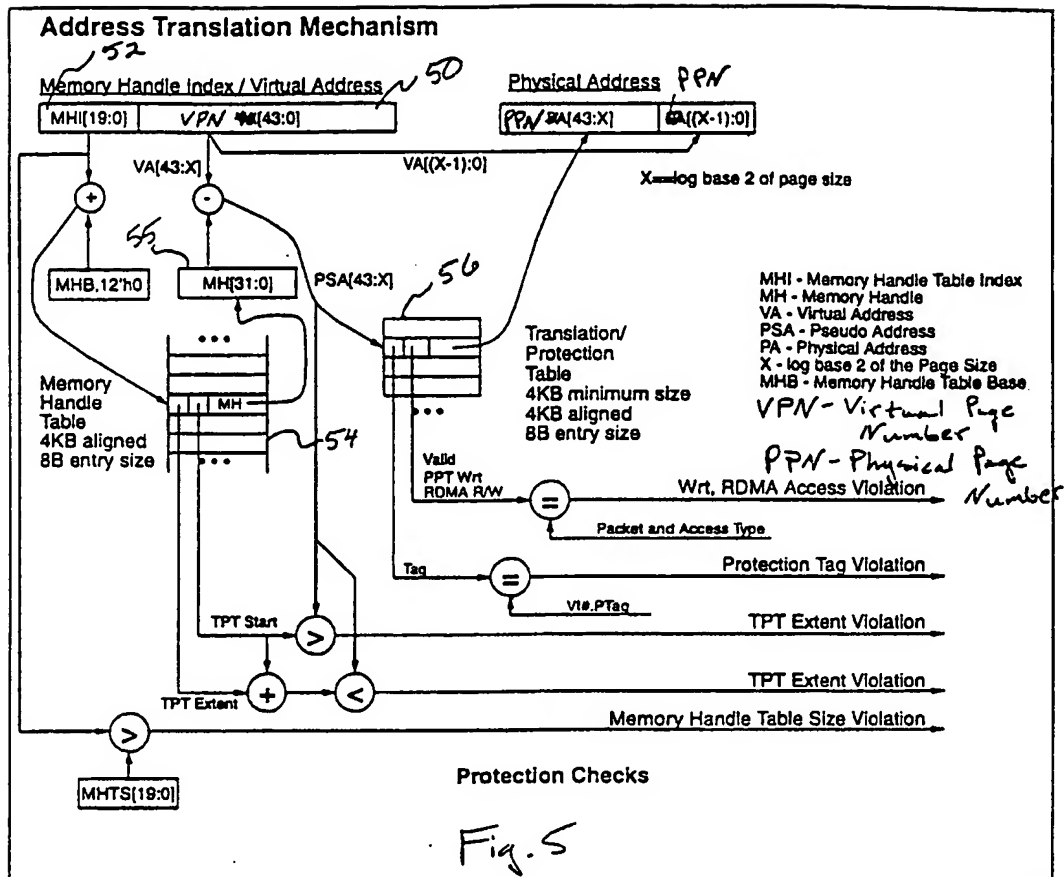 Address Translation Mechanism
52
50
Memory Handle Index / Virtual Address
Physical Address
PPN
MHI[19:0]
VPN [43:0]
PPN A[43:X]
A[(X-1):0]
VA[43:X]
VA[(X-1):0]
X==log base 2 of page size
+
-
55
MHB,12'h0
MH[31:0]
PSA[43:X]
56
MHI - Memory Handle Table Index
MH - Memory Handle
VA - Virtual Address
PSA - Pseudo Address
PA - Physical Address
X - log base 2 of the Page Size
MHB - Memory Handle Table Base
VPN - Virtual Page
Number
PPN - Physical Page
Number
Translation/
Protection
Table
4KB minimum size
4KB aligned
8B entry size
Memory
Handle
Table
4KB aligned
8B entry size
MH
54
Valid
PPT Wrt
RDMA R/W
=
Wrt, RDMA Access Violation
Packet and Access Type
Tag
=
Protection Tag Violation
VI#.PTag
TPT Start
>
TPT Extent Violation
TPT Extent
+
<
TPT Extent Violation
>
Memory Handle Table Size Violation
MHTS[19:0]
Protection Checks
Fig. 5